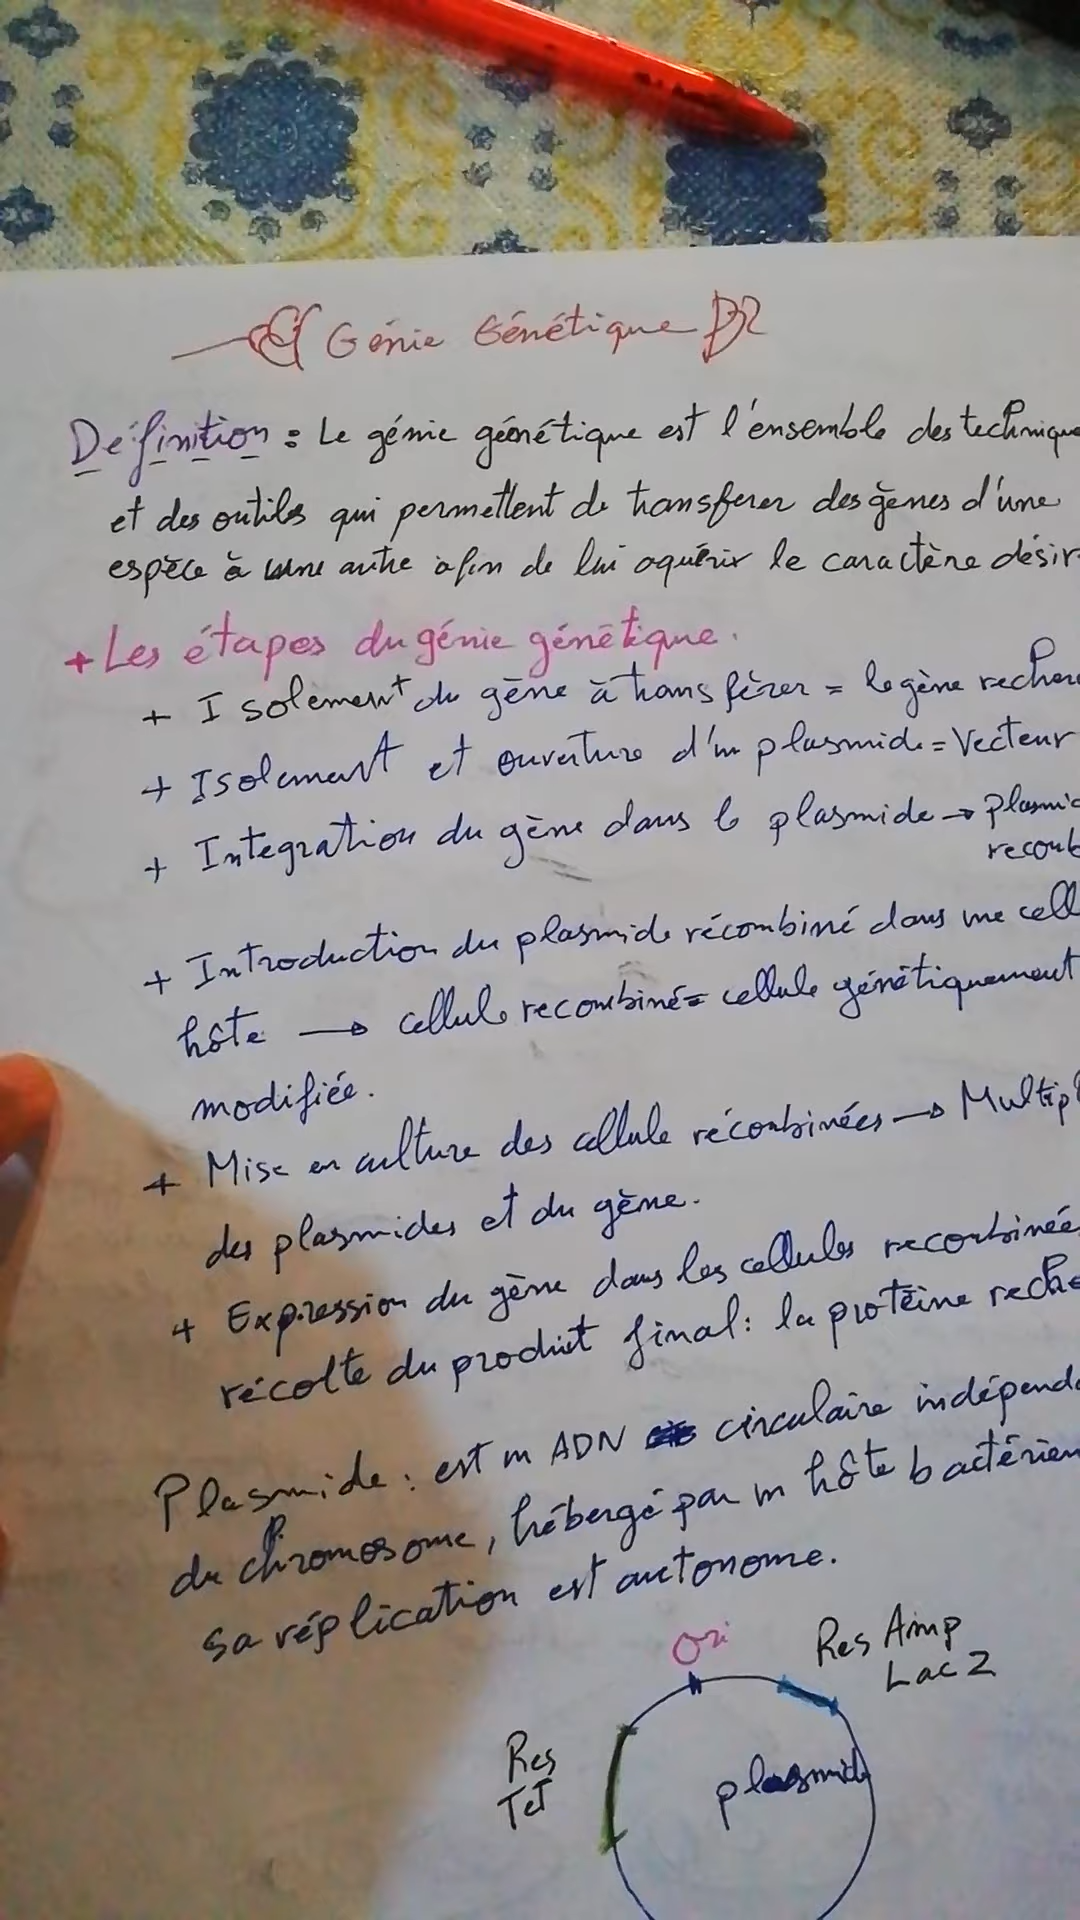 Génie Génétique
Définition : Le génie géonétique est l'ensemble des technique
et des outils qui permettent de transferer des gènes d'une
espèce à une autre afin de lui aquérir le caractère désir
+ Les étapes du génie génétique.
+ Isolement du gène à transférer = le gène recher
+ Isolement et ouverture d'un plasmide = Vecteur
+ Integration du gène dans le plasmide → plasmid
recomb
+ Introduction du plasmide récombiné dans une cell
hôte → cellule recombiné = cellule génétiquement
modifiée.
+ Mise en culture des cellule récombinées → Multipl
des plasmides et du gène.
+ Expression du gène dans les cellules recombinée
récolte du produit final : la protéine reche
Plasmide : est un ADN circulaire indépenda
du chromosome, hébergé par un hôte bactérien
sa réplication est autonome.
Ori
Res Amp
Lac Z
Res
Tet
plasmide